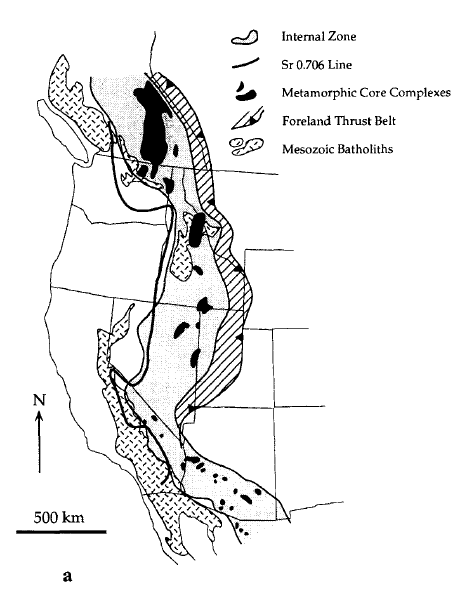 Internal Zone
Sr 0.706 Line
Metamorphic Core Complexes
Foreland Thrust Belt
Mesozoic Batholiths
N
500 km
a